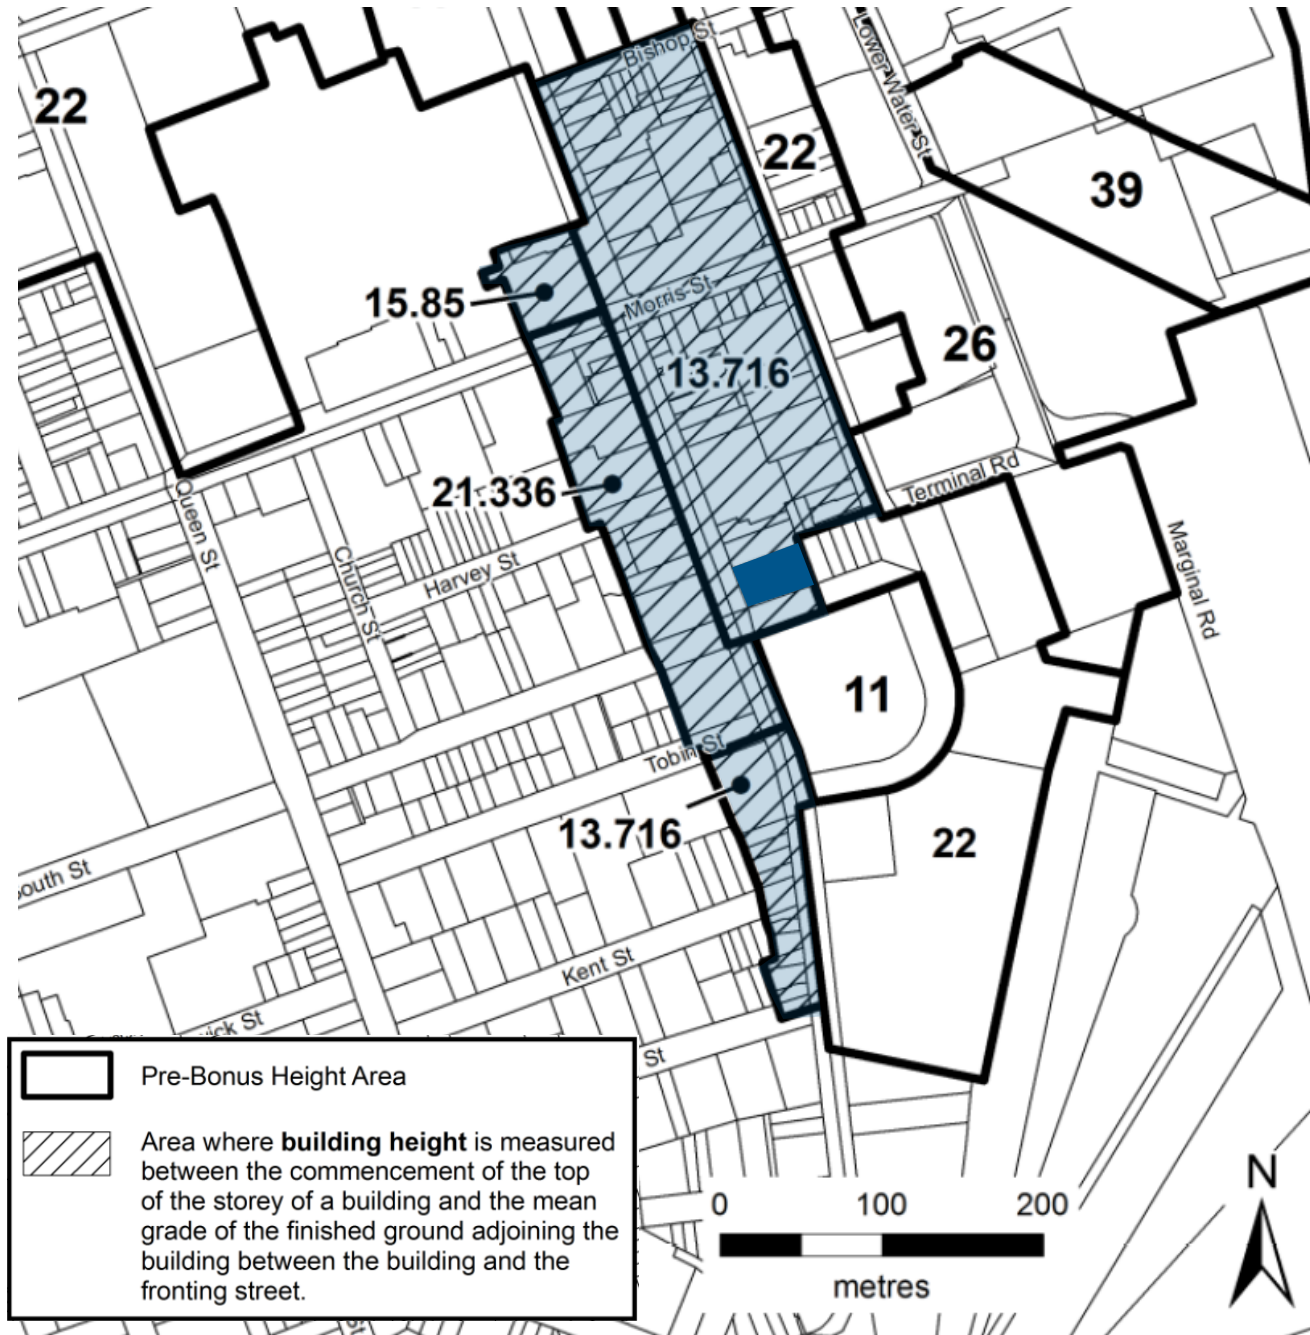 Bishop St
Lower Water St
22
22
39
15.85
Morris St
13.716
26
21.336
Terminal Rd
Queen St
Church St
Harvey St
Marginal Rd
11
Tobin St
13.716
22
South St
Kent St
St
Pre-Bonus Height Area
Area where building height is measured
between the commencement of the top
of the storey of a building and the mean
grade of the finished ground adjoining the
building between the building and the
fronting street.
0 100 200
metres
N